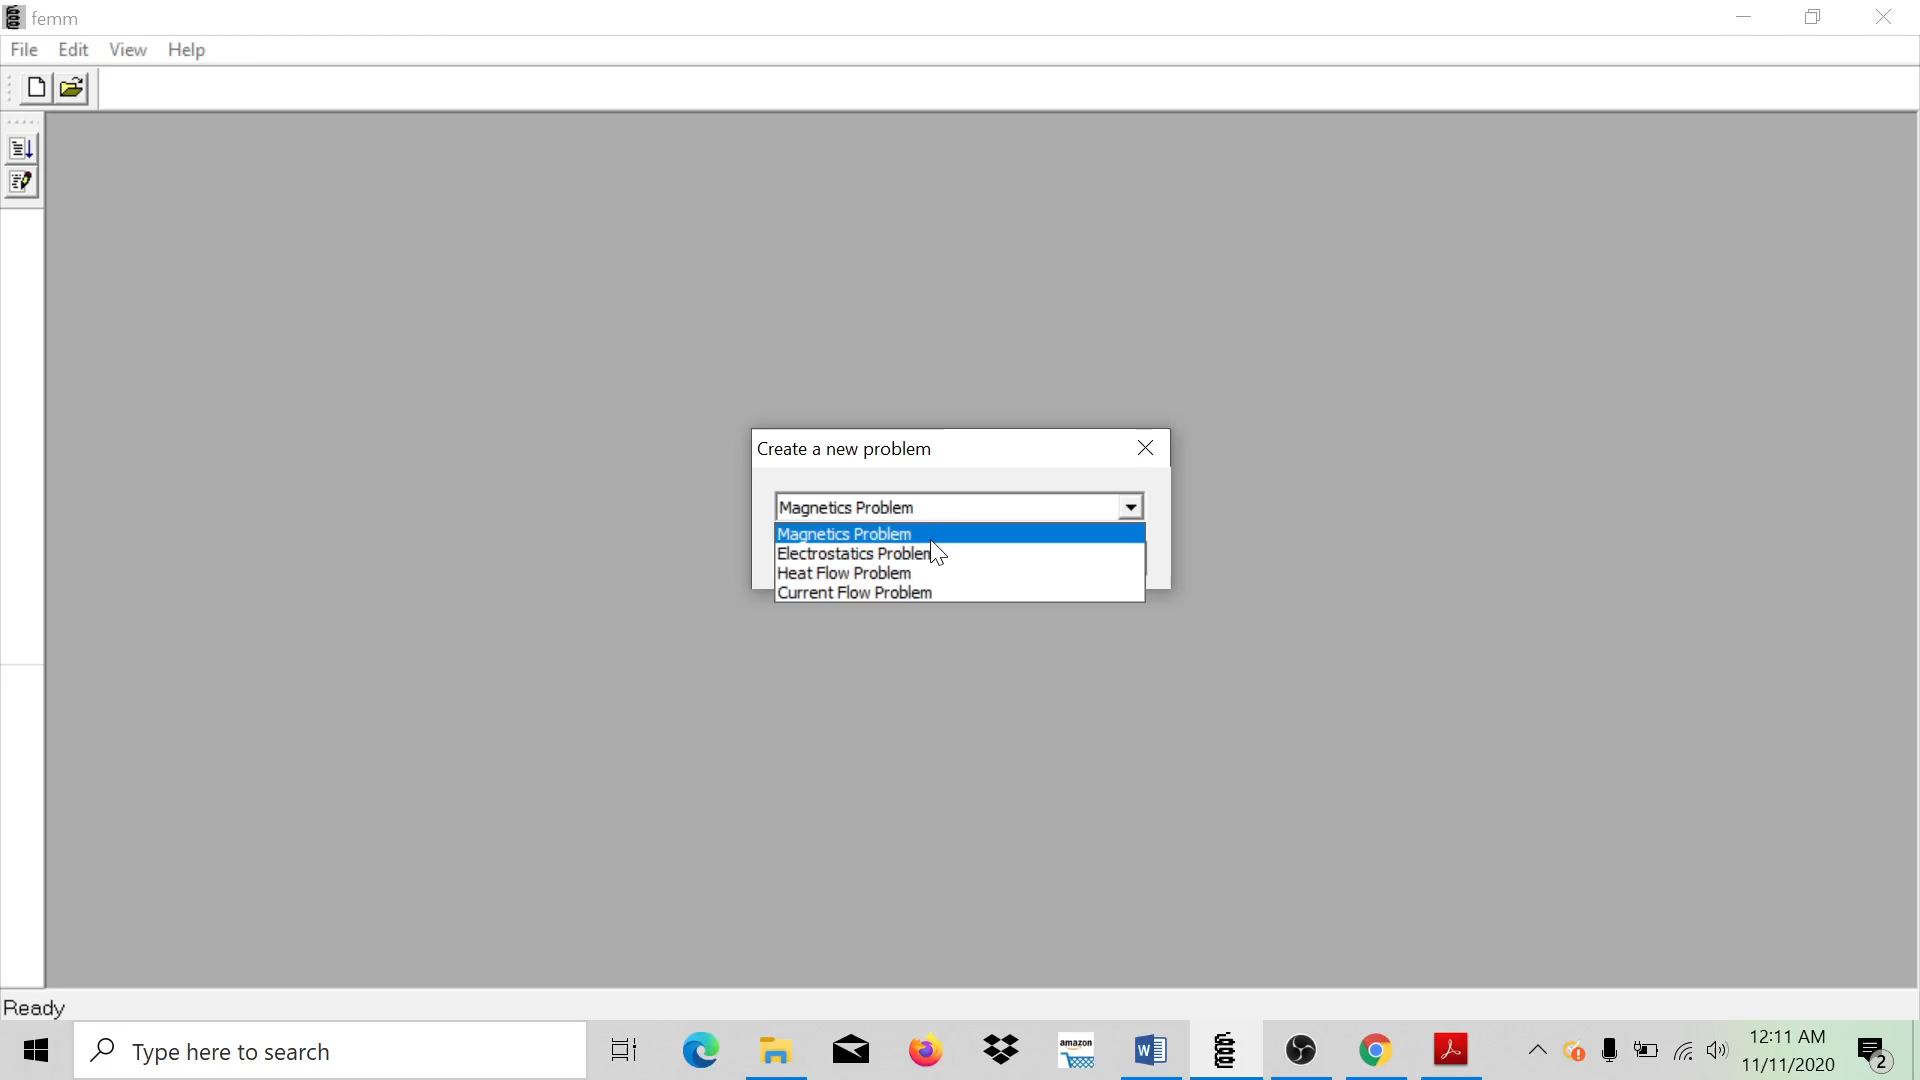 femm
File Edit View Help
Create a new problem
Magnetics Problem
Magnetics Problem
Electrostatics Problem
Heat Flow Problem
Current Flow Problem
Ready
Type here to search
amazon
W
12:11 AM
11/11/2020
2